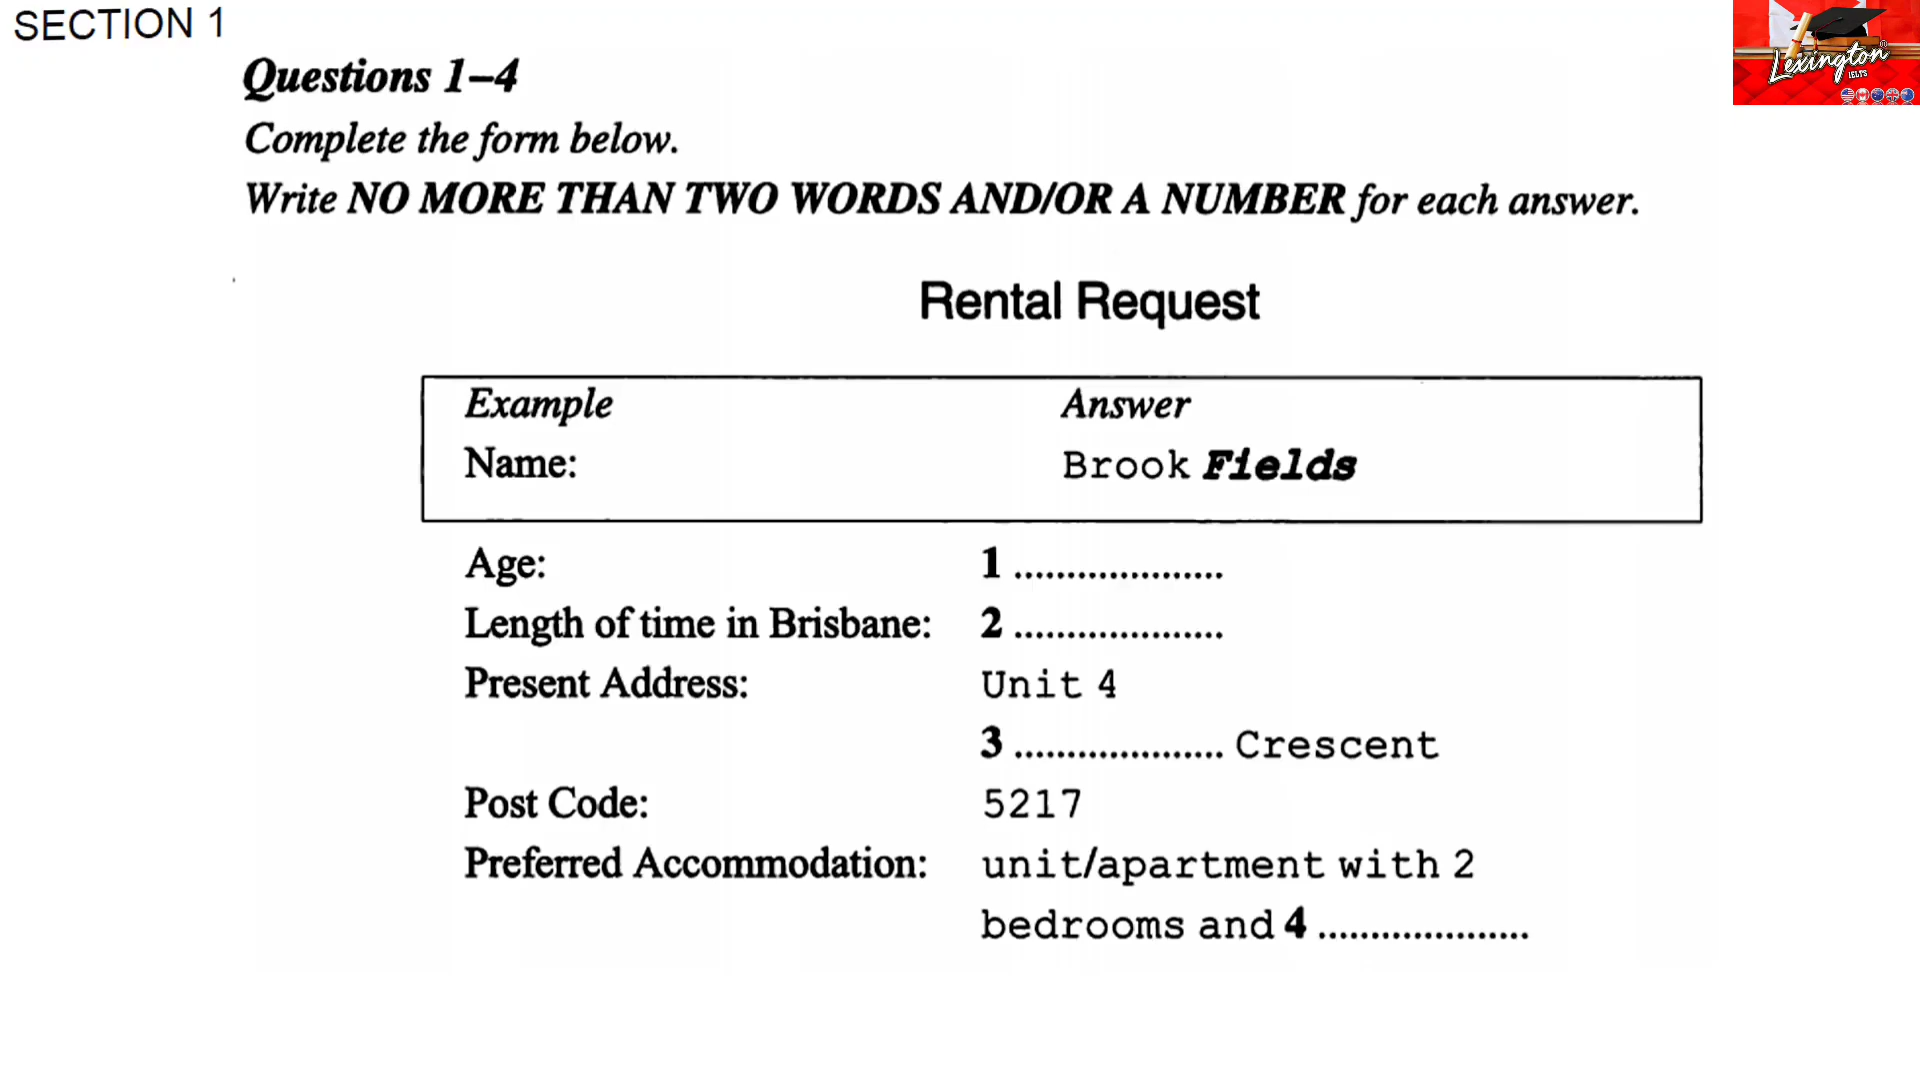 SECTION 1
Lexington®
IELTS
Questions 1–4
Complete the form below.
Write NO MORE THAN TWO WORDS AND/OR A NUMBER for each answer.
Rental Request
Example Answer
Name: Brook Fields
Age: 1 ....................
Length of time in Brisbane: 2 ....................
Present Address: Unit 4
3 .................... Crescent
Post Code: 5217
Preferred Accommodation: unit/apartment with 2
bedrooms and 4 ....................